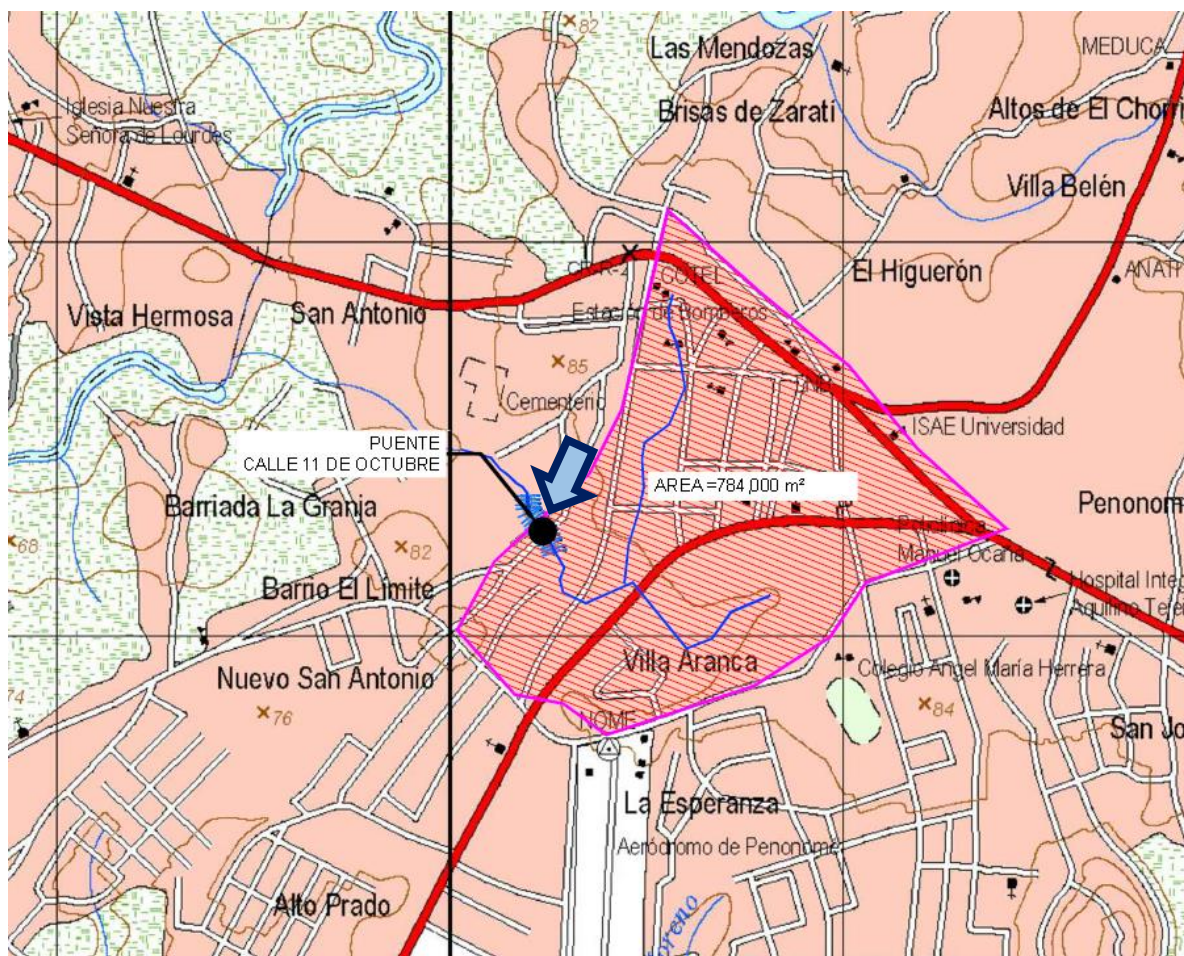 82
Las Mendozas
MEDUCA
Iglesia Nuestra
Señora de Lourdes
Brisas de Zaratí
Altos de El Chorri
Villa Belén
CR-R-2
COTEL
El Higuerón
ANATI
Vista Hermosa
San Antonio
Estación de Bomberos
85
Cementerio
ISAE Universidad
PUENTE
CALLE 11 DE OCTUBRE
AREA =784,000 m²
Barriada La Granja
Penonom
68
82
Policlínica
Manuel Ocaña
Barrio El Límite
Hospital Integ
Aquilino Tejei
Villa Aranca
Colegio Angel María Herrera
Nuevo San Antonio
74
76
84
NOME
San Jo
La Esperanza
Aeródromo de Penonomé
Alto Prado
oreno